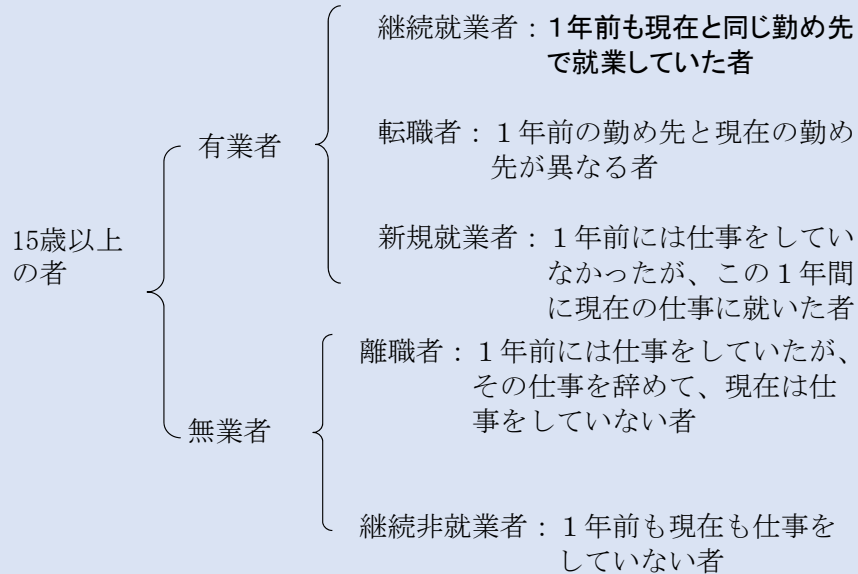 継続就業者：１年前も現在と同じ勤め先
で就業していた者
有業者
転職者：１年前の勤め先と現在の勤め
先が異なる者
15歳以上
の者
新規就業者：１年前には仕事をしてい
なかったが、この１年間
に現在の仕事に就いた者
離職者：１年前には仕事をしていたが、
その仕事を辞めて、現在は仕
事をしていない者
無業者
継続非就業者：１年前も現在も仕事を
していない者